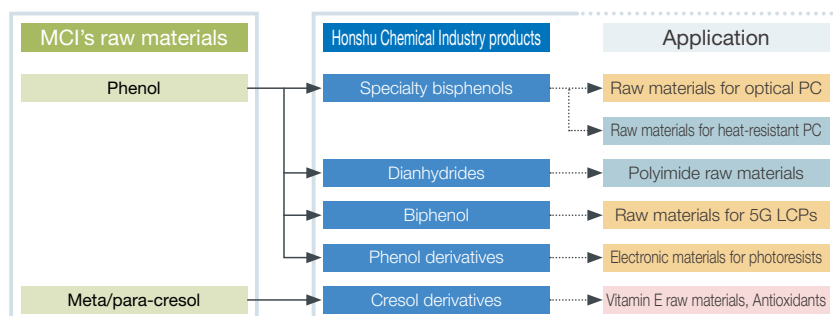 MCI's raw materials
Honshu Chemical Industry products
Application
Phenol
Specialty bisphenols
Raw materials for optical PC
Raw materials for heat-resistant PC
Dianhydrides
Polyimide raw materials
Biphenol
Raw materials for 5G LCPs
Phenol derivatives
Electronic materials for photoresists
Meta/para-cresol
Cresol derivatives
Vitamin E raw materials, Antioxidants